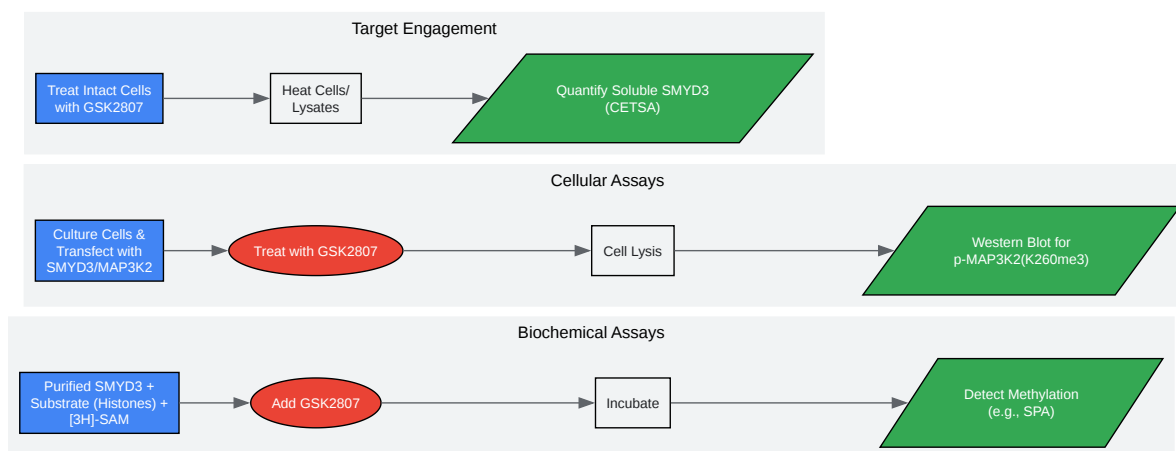 Target Engagement
Treat Intact Cells
with GSK2807
Heat Cells/
Lysates
Quantify Soluble SMYD3
(CETSA)
Cellular Assays
Culture Cells &
Transfect with
SMYD3/MAP3K2
Treat with GSK2807
Cell Lysis
Western Blot for
p-MAP3K2(K260me3)
Biochemical Assays
Purified SMYD3 +
Substrate (Histones) +
[3H]-SAM
Add GSK2807
Incubate
Detect Methylation
(e.g., SPA)